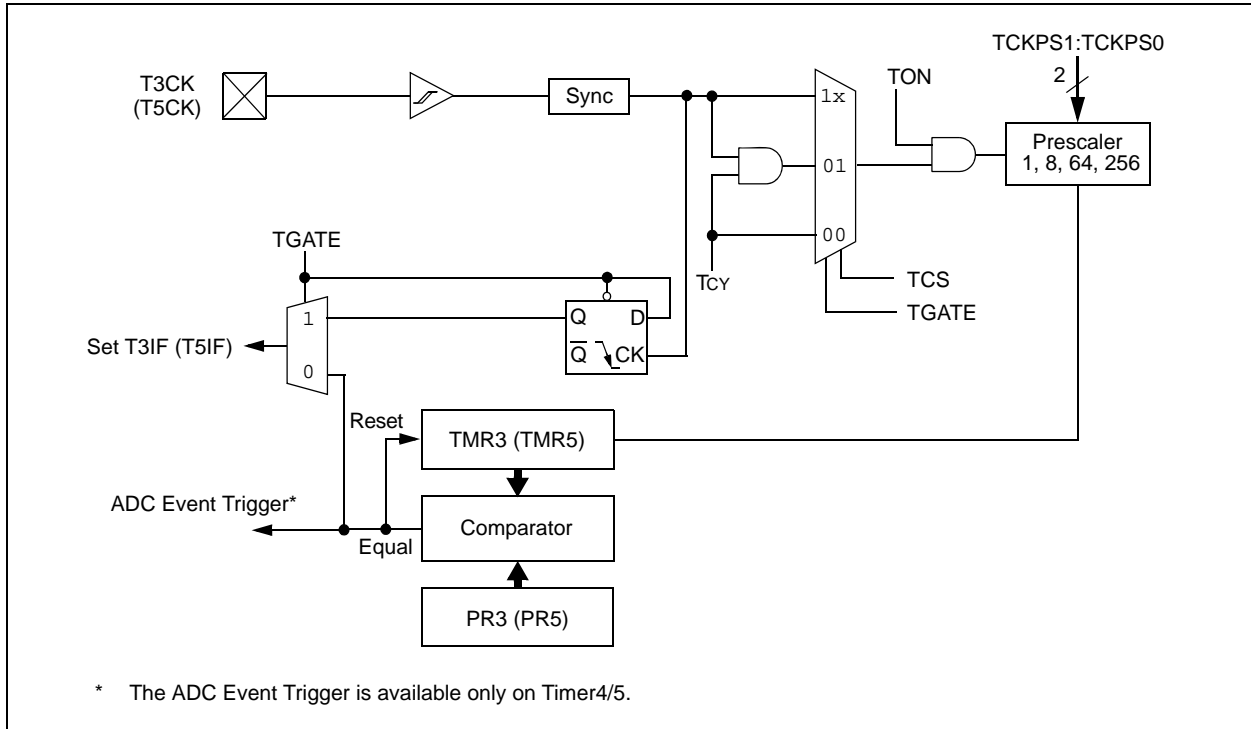 TCKPS1:TCKPS0
2
T3CK
(T5CK)
Sync
TON
1x
Prescaler
1, 8, 64, 256
01
00
TCY
TCS
TGATE
TGATE
1
Q
D
Q
CK
Set T3IF (T5IF)
0
Reset
TMR3 (TMR5)
ADC Event Trigger*
Equal
Comparator
PR3 (PR5)
* The ADC Event Trigger is available only on Timer4/5.